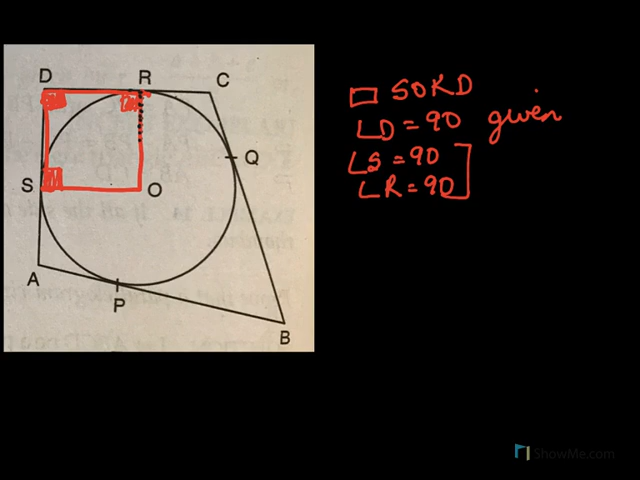 D R C
S O Q
A P B
□ SORD
∠D = 90 given
∠S = 90
∠R = 90
ShowMe.com